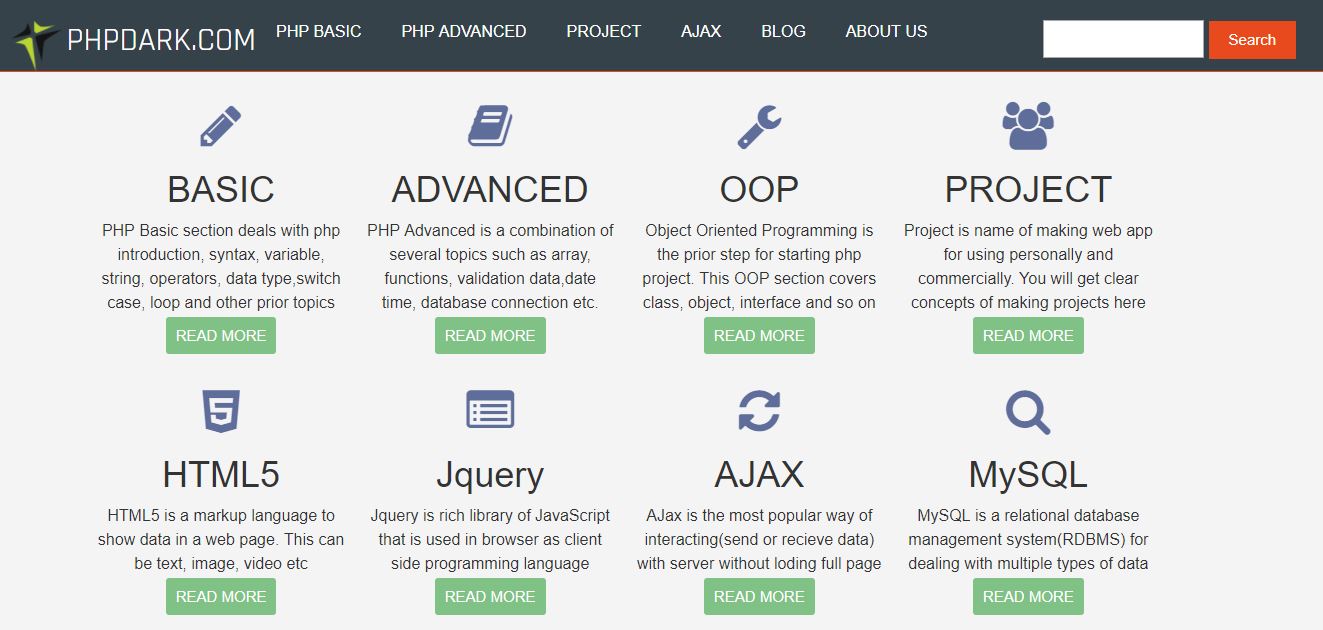 PHPDARK.COM
PHP BASIC
PHP ADVANCED
PROJECT
AJAX
BLOG
ABOUT US
Search
BASIC
PHP Basic section deals with php
introduction, syntax, variable,
string, operators, data type,switch
case, loop and other prior topics
READ MORE
ADVANCED
PHP Advanced is a combination of
several topics such as array,
functions, validation data,date
time, database connection etc.
READ MORE
OOP
Object Oriented Programming is
the prior step for starting php
project. This OOP section covers
class, object, interface and so on
READ MORE
PROJECT
Project is name of making web app
for using personally and
commercially. You will get clear
concepts of making projects here
READ MORE
HTML5
HTML5 is a markup language to
show data in a web page. This can
be text, image, video etc
READ MORE
Jquery
Jquery is rich library of JavaScript
that is used in browser as client
side programming language
READ MORE
AJAX
AJax is the most popular way of
interacting(send or recieve data)
with server without loding full page
READ MORE
MySQL
MySQL is a relational database
management system(RDBMS) for
dealing with multiple types of data
READ MORE